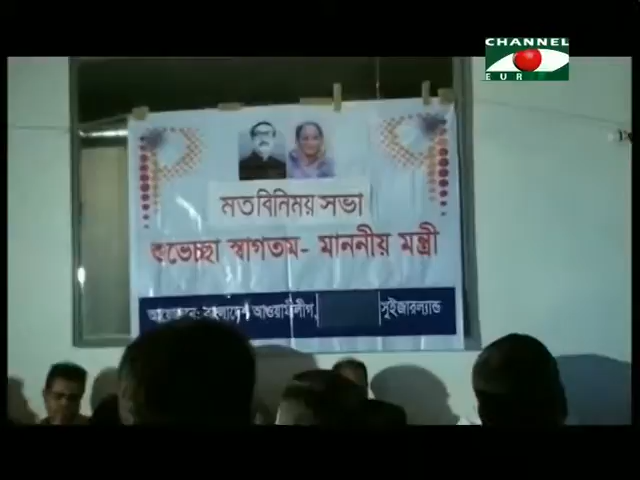 CHANNEL
EUR
মতবিনিময় সভা
শুভেচ্ছা স্বাগতম- মাননীয় মন্ত্রী
বাংলাদেশ আওয়ামীলীগ, সুইজারল্যান্ড